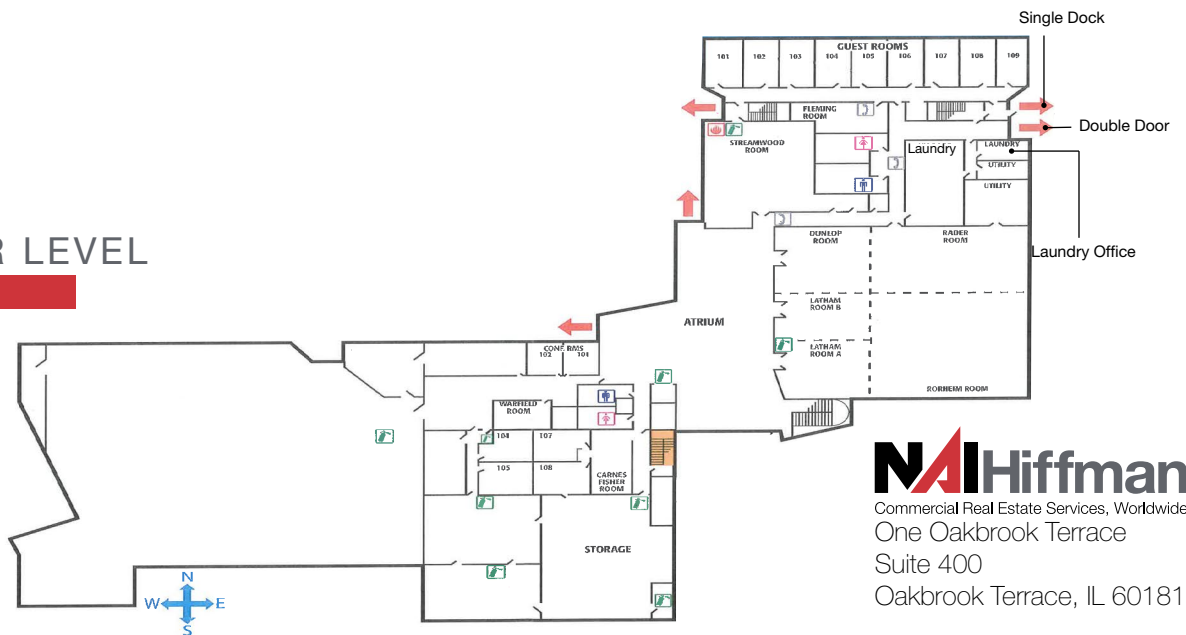 Single Dock
GUEST ROOMS
101 102 103 104 105 106 107 108 109
FLEMING
ROOM
Double Door
STREAMWOOD
ROOM
Laundry
LAUNDRY
UTILITY
UTILITY
DUNLOP
ROOM
RADER
ROOM
Laundry Office
R LEVEL
LATHAM
ROOM B
ATRIUM
LATHAM
ROOM A
CONF. RMS
102 101
RORHEIM ROOM
WARFIELD
ROOM
104 107
105 108
CARNES
FISHER
ROOM
STORAGE
N
W E
S
NAIHiffman
Commercial Real Estate Services, Worldwide
One Oakbrook Terrace
Suite 400
Oakbrook Terrace, IL 60181